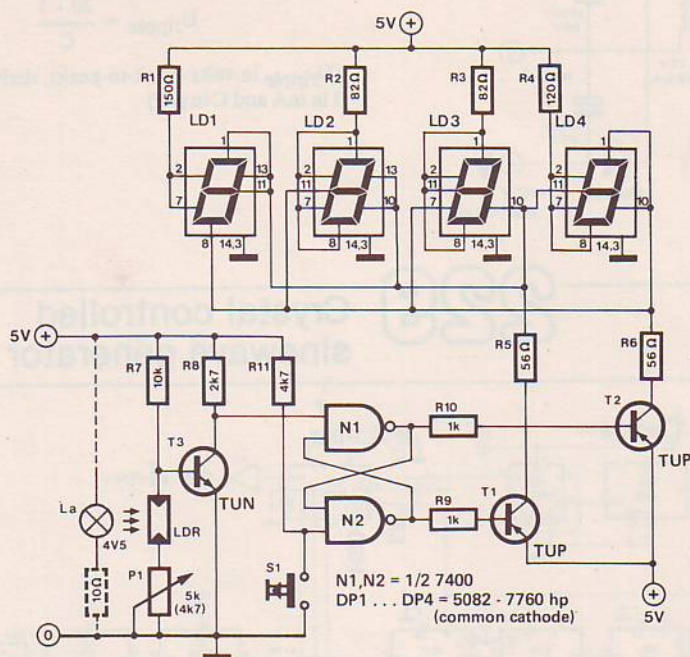 5V
R1
150Ω
R2
82Ω
R3
82Ω
R4
120Ω
LD1
LD2
LD3
LD4
1
1
1
1
2
13
11
7
8
14,3
2
13
11
7
10
8
14,3
2
11
7
10
8
14,3
2
11
7
10
8
14,3
5V
R7
10k
R8
2k7
R11
4k7
R5
56Ω
R6
56Ω
T3
TUN
N1
N2
R10
1k
R9
1k
T1
TUP
T2
TUP
La
4V5
10Ω
LDR
P1
5k
(4k7)
S1
0
N1,N2 = 1/2 7400
DP1 . . . DP4 = 5082 - 7760 hp
(common cathode)
5V